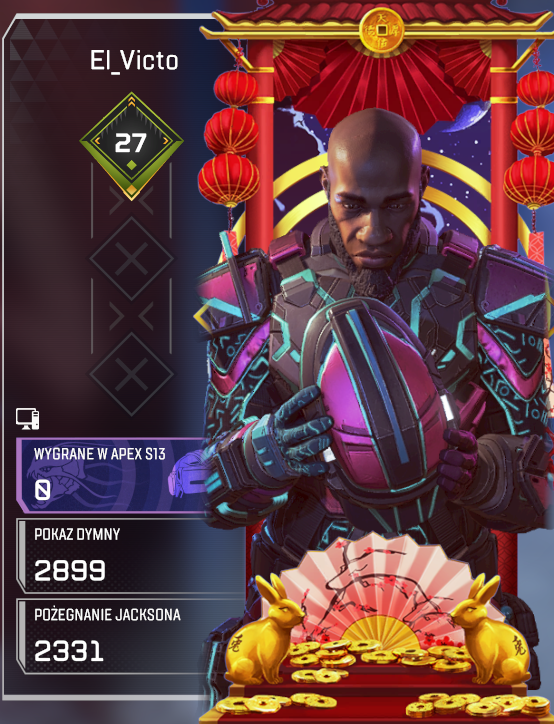 El_Victo
27
WYGRANE W APEX S13
0
POKAZ DYMNY
2899
POŻEGNANIE JACKSONA
2331